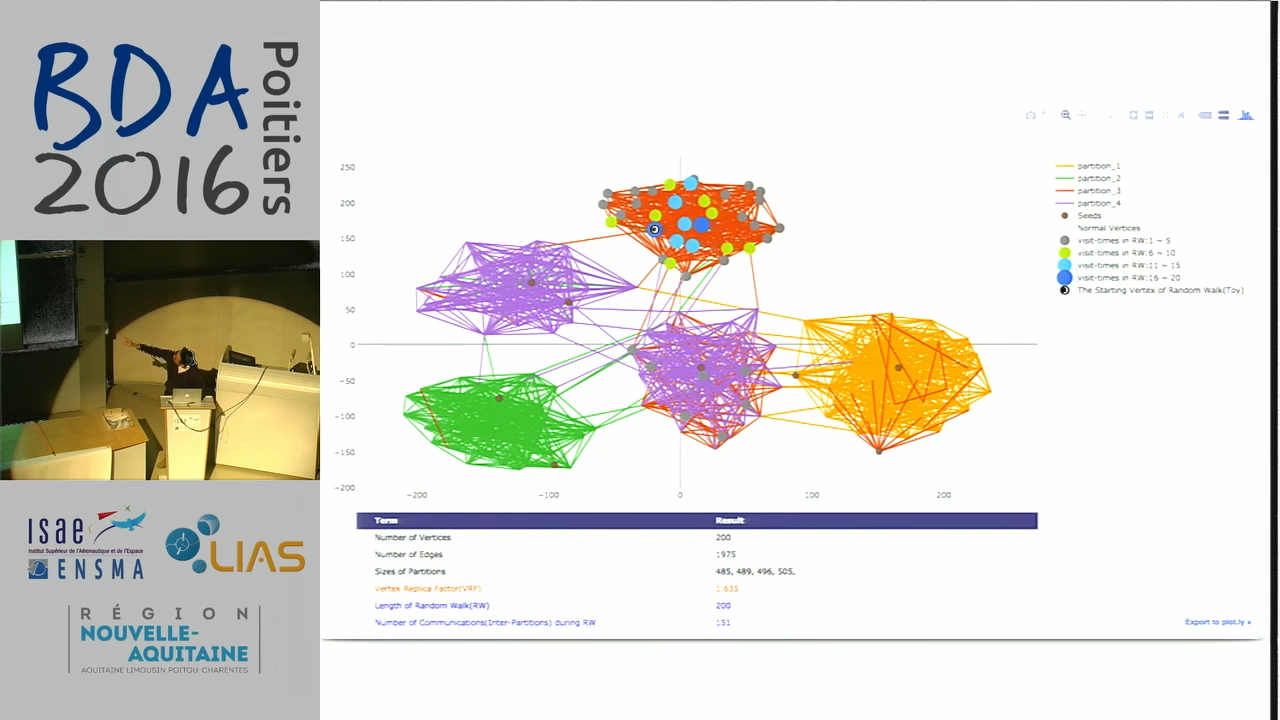 BDA
2016
Poitiers
isae
Institut Supérieur de l'Aéronautique et de l'Espace
ENSMA
LIAS
RÉGION
NOUVELLE-
AQUITAINE
AQUITAINE LIMOUSIN POITOU-CHARENTES
250
200
150
100
50
0
−50
−100
−150
−200
−200
−100
0
100
200
partition_1
partition_2
partition_3
partition_4
Seeds
Normal Vertices
visit-times in RW:1 ~ 5
visit-times in RW:6 ~ 10
visit-times in RW:11 ~ 15
visit-times in RW:16 ~ 20
The Starting Vertex of Random Walk(Toy)
Term Result
Number of Vertices 200
Number of Edges 1975
Sizes of Partitions 485, 489, 496, 505,
Vertex Replica Factor(VRF) 1.635
Length of Random Walk(RW) 200
Number of Communications(Inter-Partitions) during RW 151
Export to plot.ly »